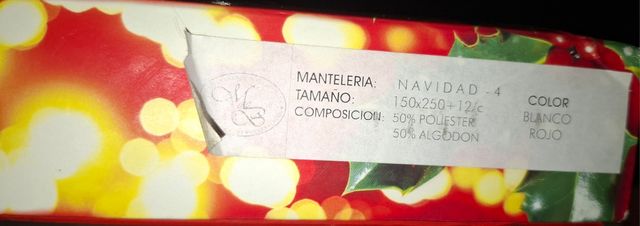 MANTELERIA: NAVIDAD - 4
TAMAÑO: 150x250+12/c COLOR
COMPOSICION: 50% POLIESTER BLANCO
50% ALGODON ROJO